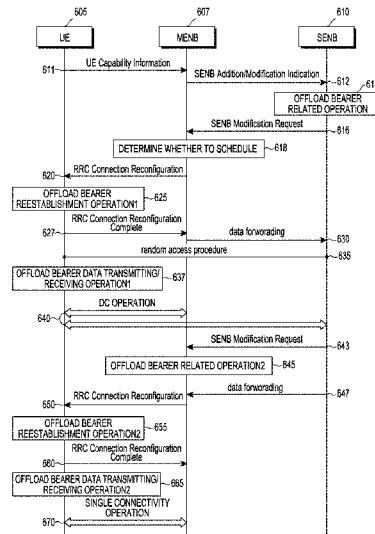 605
607
610
UE
MENB
SENB
611
UE Capability Information
SENB Addition/Modification Indication
612
OFFLOAD BEARER
RELATED OPERATION
SENB Modification Request
616
DETERMINE WHETHER TO SCHEDULE
618
620
RRC Connection Reconfiguration
OFFLOAD BEARER
REESTABLISHMENT OPERATION1
625
627
RRC Connection Reconfiguration
Complete
data forworading
630
random access procedure
635
OFFLOAD BEARER DATA TRANSMITTING/
RECEIVING OPERATION1
637
DC OPERATION
640
SENB Modification Request
643
OFFLOAD BEARER RELATED OPERATION2
645
RRC Connection Reconfiguration
650
data forworading
647
OFFLOAD BEARER
REESTABLISHMENT OPERATION2
655
RRC Connection Reconfiguration
Complete
660
OFFLOAD BEARER DATA TRANSMITTING/
RECEIVING OPERATION2
665
SINGLE CONNECTIVITY
OPERATION
670